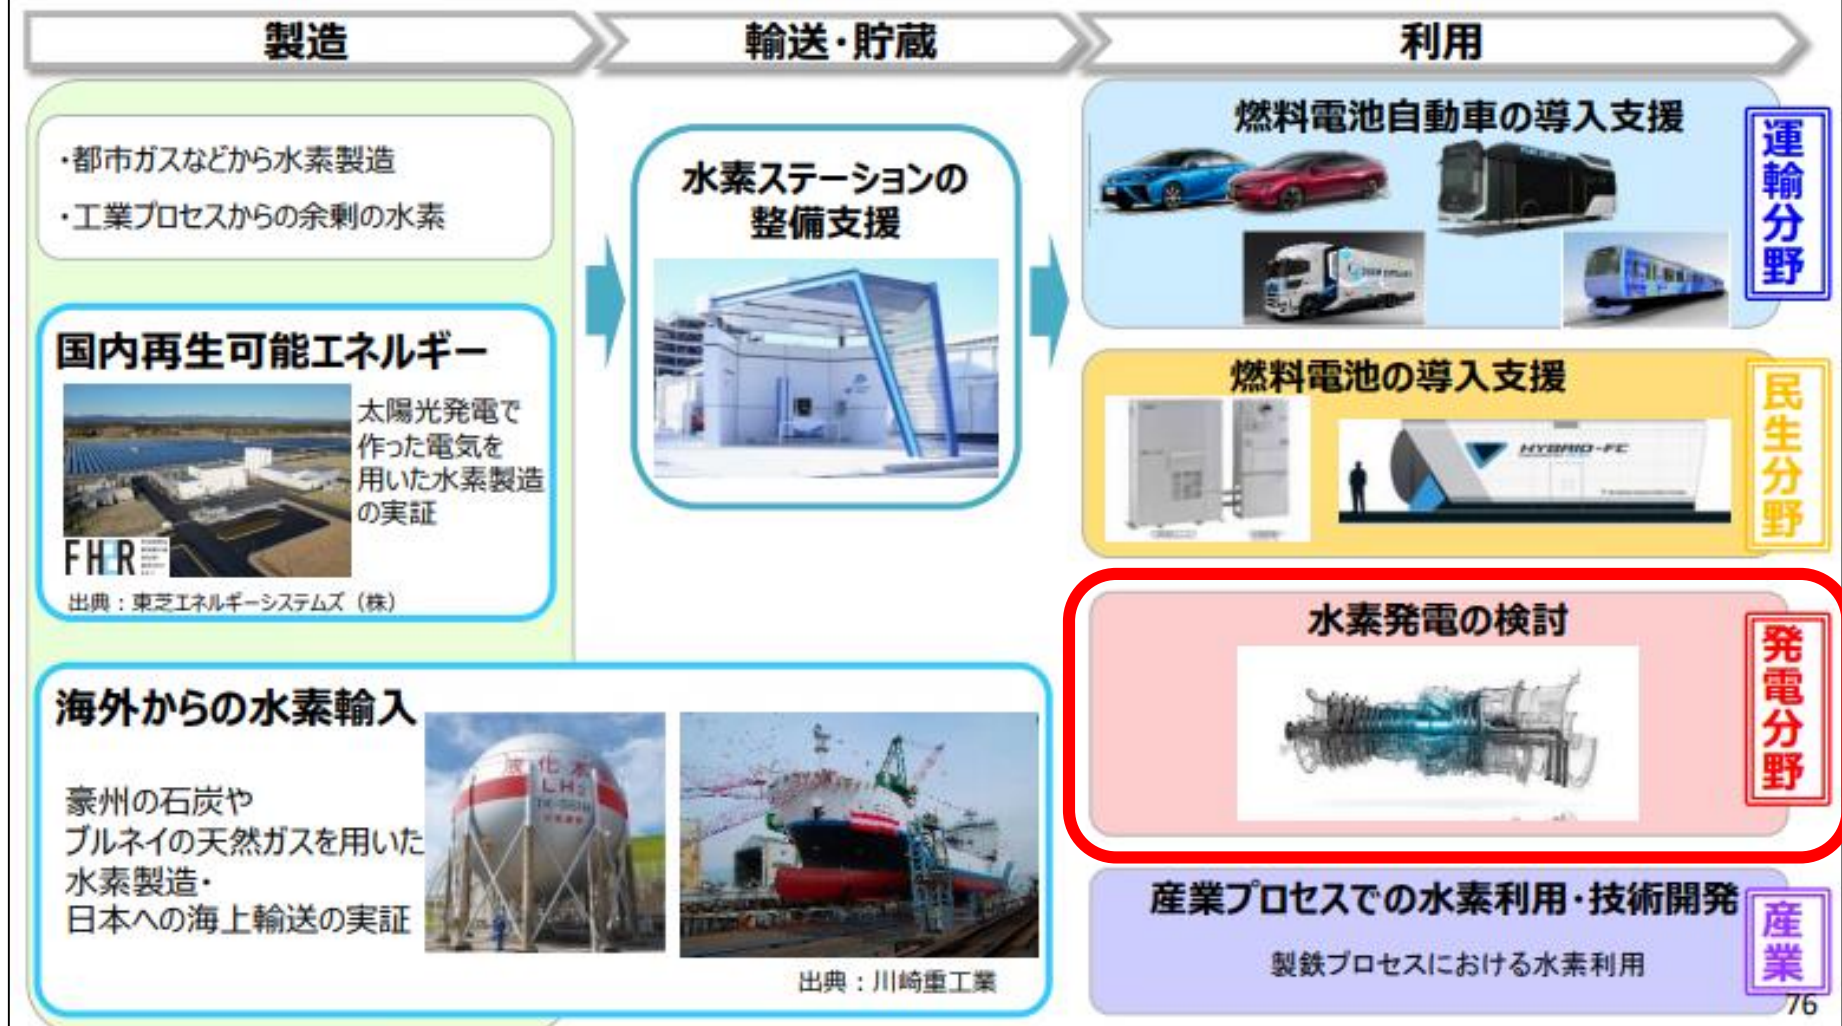 製造
輸送・貯蔵
利用
・都市ガスなどから水素製造
・工業プロセスからの余剰の水素
国内再生可能エネルギー
太陽光発電で
作った電気を
用いた水素製造
の実証
FH2R
出典：東芝エネルギーシステムズ（株）
海外からの水素輸入
豪州の石炭や
ブルネイの天然ガスを用いた
水素製造・
日本への海上輸送の実証
液化水
LH2
出典：川崎重工業
水素ステーションの
整備支援
燃料電池自動車の導入支援
運輸分野
燃料電池の導入支援
HYBRID-FC
民生分野
水素発電の検討
発電分野
産業プロセスでの水素利用・技術開発
製鉄プロセスにおける水素利用
産業
76